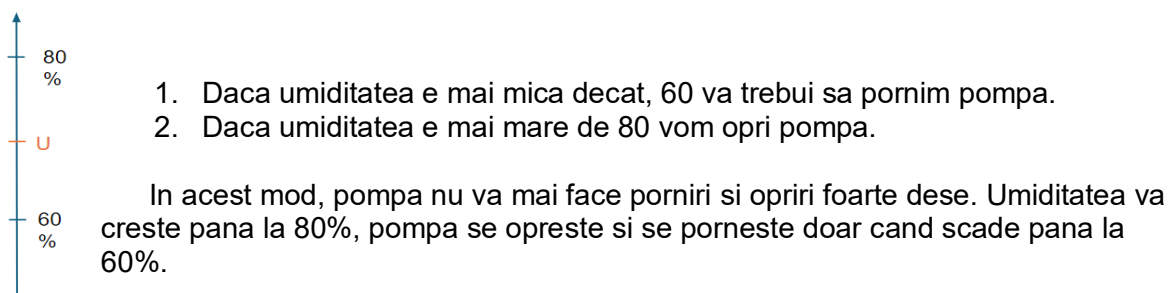 80
%
1. Daca umiditatea e mai mica decat, 60 va trebui sa pornim pompa.
2. Daca umiditatea e mai mare de 80 vom opri pompa.
U
In acest mod, pompa nu va mai face porniri si opriri foarte dese. Umiditatea va
creste pana la 80%, pompa se opreste si se porneste doar cand scade pana la
60%.
60
%